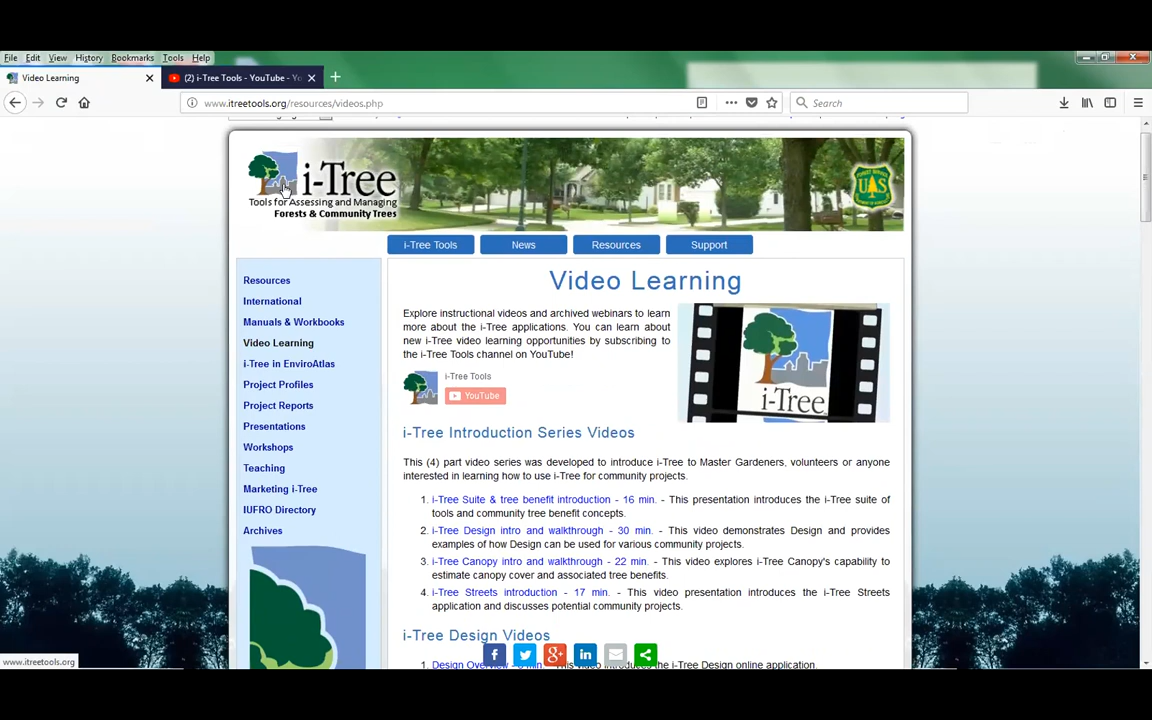 File Edit View History Bookmarks Tools Help
Video Learning
(2) i-Tree Tools - YouTube - Yo
www.itreetools.org/resources/videos.php
Search
i-Tree
Tools for Assessing and Managing
Forests & Community Trees
FOREST SERVICE
UAS
i-Tree Tools News Resources Support
Resources
International
Manuals & Workbooks
Video Learning
i-Tree in EnviroAtlas
Project Profiles
Project Reports
Presentations
Workshops
Teaching
Marketing i-Tree
IUFRO Directory
Archives
Video Learning
Explore instructional videos and archived webinars to learn
more about the i-Tree applications. You can learn about
new i-Tree video learning opportunities by subscribing to
the i-Tree Tools channel on YouTube!
i-Tree Tools
YouTube
i-Tree
i-Tree Introduction Series Videos
This (4) part video series was developed to introduce i-Tree to Master Gardeners, volunteers or anyone
interested in learning how to use i-Tree for community projects.
1. i-Tree Suite & tree benefit introduction - 16 min. - This presentation introduces the i-Tree suite of
tools and community tree benefit concepts.
2. i-Tree Design intro and walkthrough - 30 min. - This video demonstrates Design and provides
examples of how Design can be used for various community projects.
3. i-Tree Canopy intro and walkthrough - 22 min. - This video explores i-Tree Canopy's capability to
estimate canopy cover and associated tree benefits.
4. i-Tree Streets introduction - 17 min. - This video presentation introduces the i-Tree Streets
application and discusses potential community projects.
i-Tree Design Videos
1. Design Overview - min This video introduces the i-Tree Design online application.
www.itreetools.org